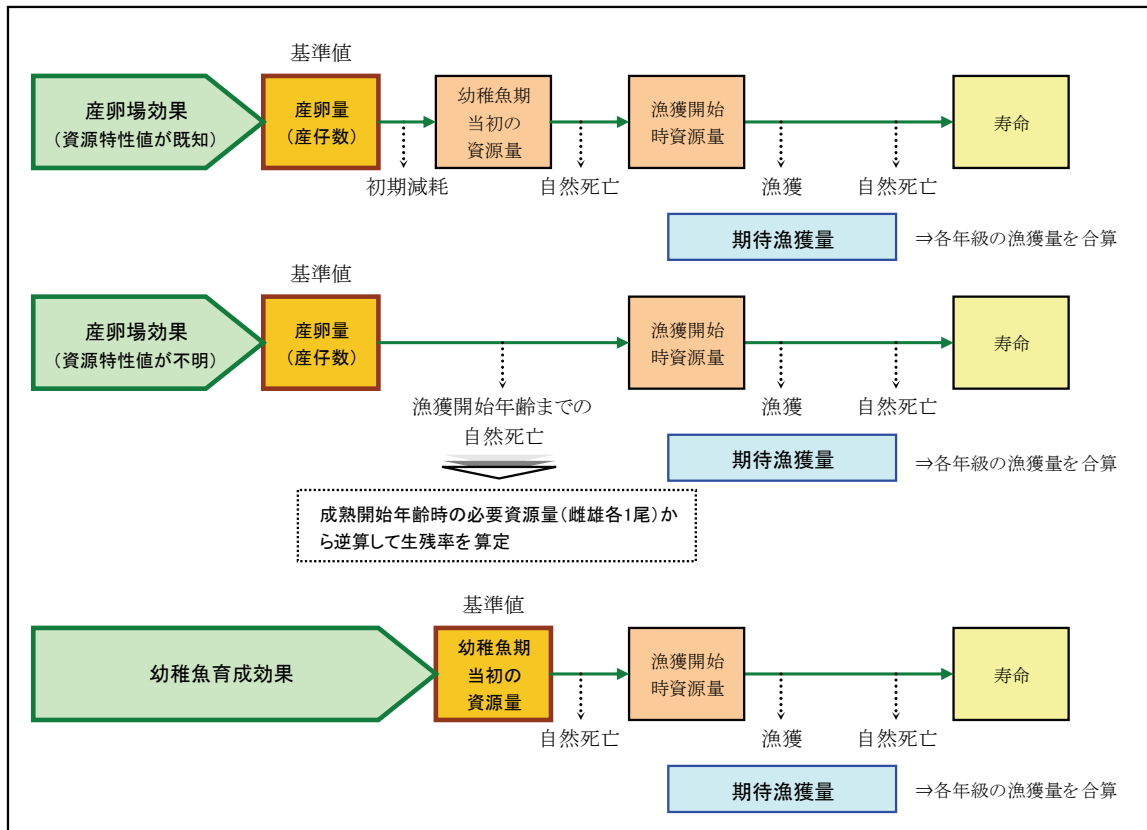 基準値
産卵場効果
(資源特性値が既知)
産卵量
(産仔数)
幼稚魚期
当初の
資源量
漁獲開始
時資源量
寿命
初期減耗
自然死亡
漁獲
自然死亡
期待漁獲量
⇒各年級の漁獲量を合算
基準値
産卵場効果
(資源特性値が不明)
産卵量
(産仔数)
漁獲開始
時資源量
寿命
漁獲開始年齢までの
自然死亡
漁獲
自然死亡
期待漁獲量
⇒各年級の漁獲量を合算
成熟開始年齢時の必要資源量(雌雄各1尾)か
ら逆算して生残率を算定
基準値
幼稚魚育成効果
幼稚魚期
当初の
資源量
漁獲開始
時資源量
寿命
自然死亡
漁獲
自然死亡
期待漁獲量
⇒各年級の漁獲量を合算